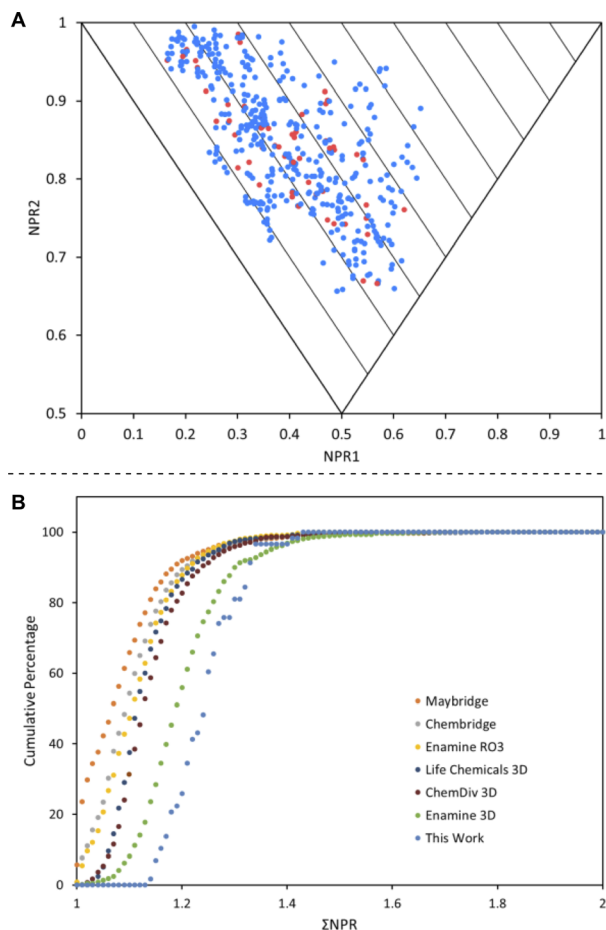 A
1
0.9
0.8
0.7
0.6
0.5
NPR2
0 0.1 0.2 0.3 0.4 0.5 0.6 0.7 0.8 0.9 1
NPR1
B
100
80
60
40
20
0
Cumulative Percentage
Maybridge
Chembridge
Enamine RO3
Life Chemicals 3D
ChemDiv 3D
Enamine 3D
This Work
1 1.2 1.4 1.6 1.8 2
ΣNPR